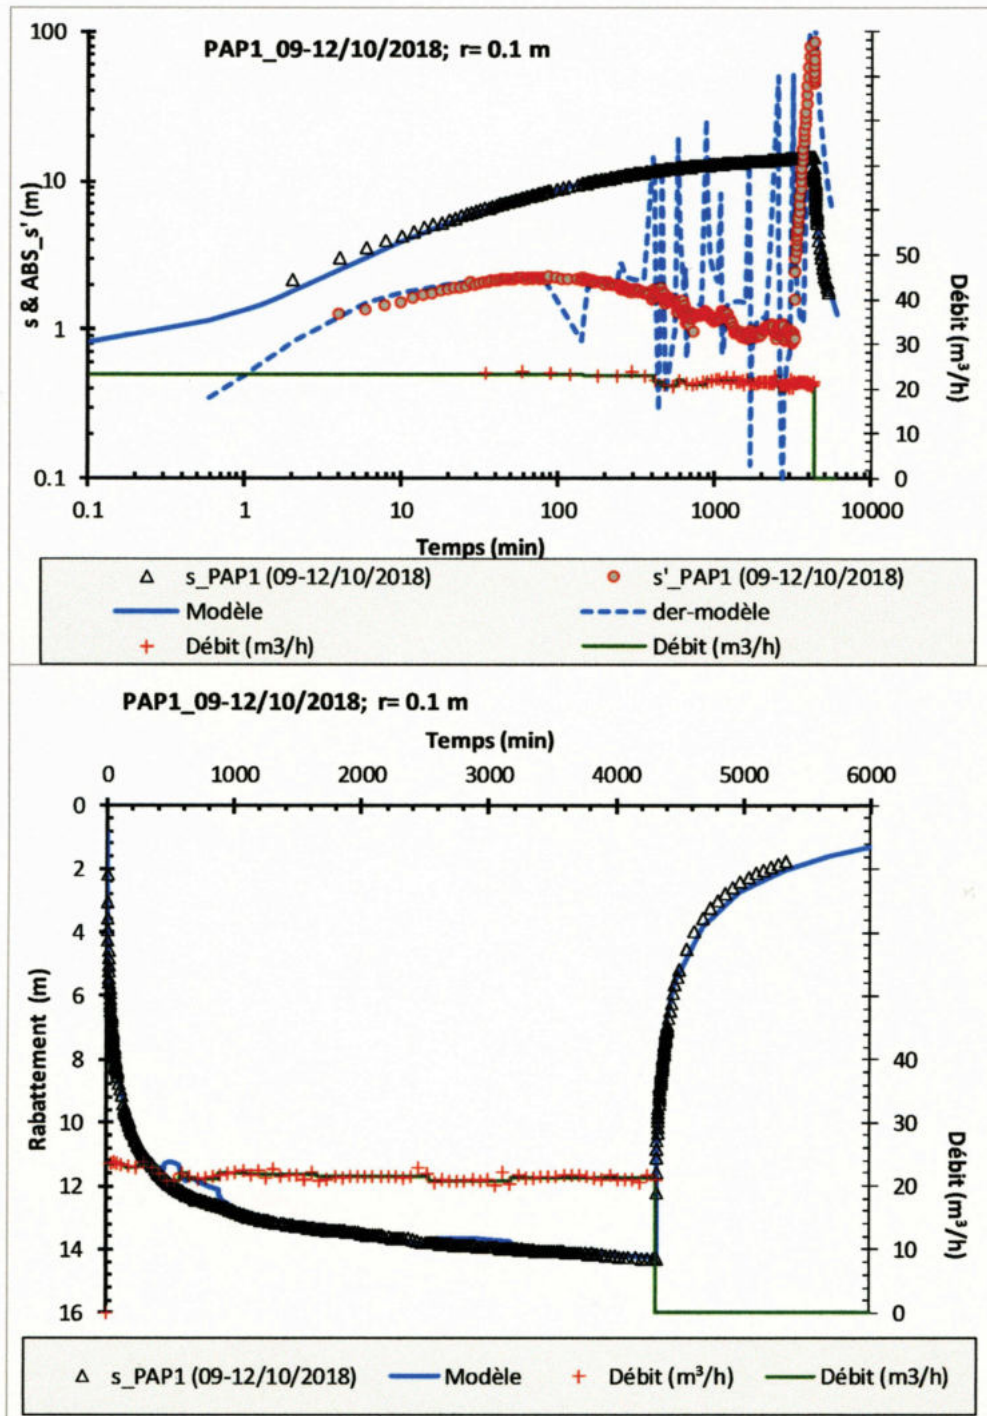 PAP1_09-12/10/2018; r= 0.1 m
100
10
1
0.1
s & ABS_s' (m)
50
40
30
20
10
0
Débit (m³/h)
0.1 1 10 100 1000 10000
Temps (min)
s_PAP1 (09-12/10/2018) s'_PAP1 (09-12/10/2018)
Modèle der-modèle
Débit (m3/h) Débit (m3/h)
PAP1_09-12/10/2018; r= 0.1 m
Temps (min)
0 1000 2000 3000 4000 5000 6000
0
2
4
6
8
10
12
14
16
Rabattement (m)
40
30
20
10
0
Débit (m³/h)
s_PAP1 (09-12/10/2018) Modèle Débit (m³/h) Débit (m3/h)